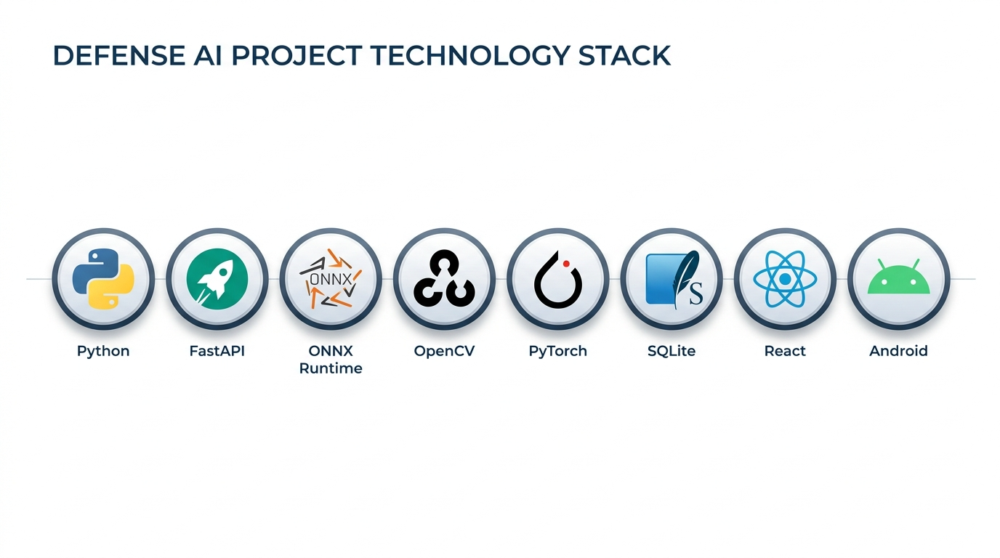 DEFENSE AI PROJECT TECHNOLOGY STACK
ONNX
S
Python
FastAPI
ONNX
Runtime
OpenCV
PyTorch
SQLite
React
Android